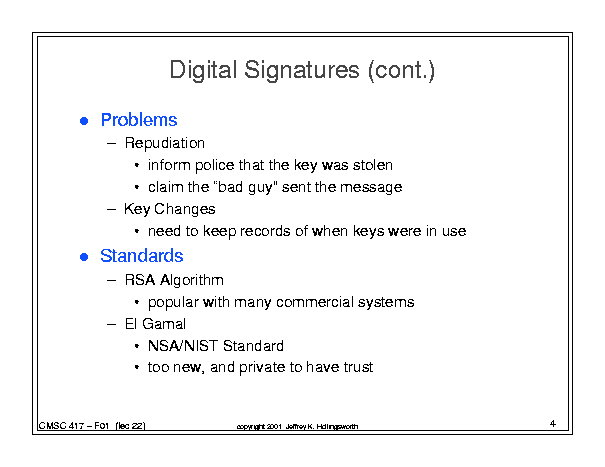 Digital Signatures (cont.)
● Problems
– Repudiation
• inform police that the key was stolen
• claim the "bad guy" sent the message
– Key Changes
• need to keep records of when keys were in use
● Standards
– RSA Algorithm
• popular with many commercial systems
– El Gamal
• NSA/NIST Standard
• too new, and private to have trust
CMSC 417 – F01 (lec 22)
copyright 2001 Jeffrey K. Hollingsworth
4